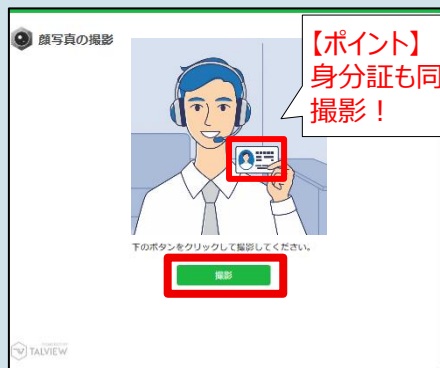 顔写真の撮影
【ポイント】
身分証も同
撮影！
下のボタンをクリックして撮影してください。
撮影
TALVIEW